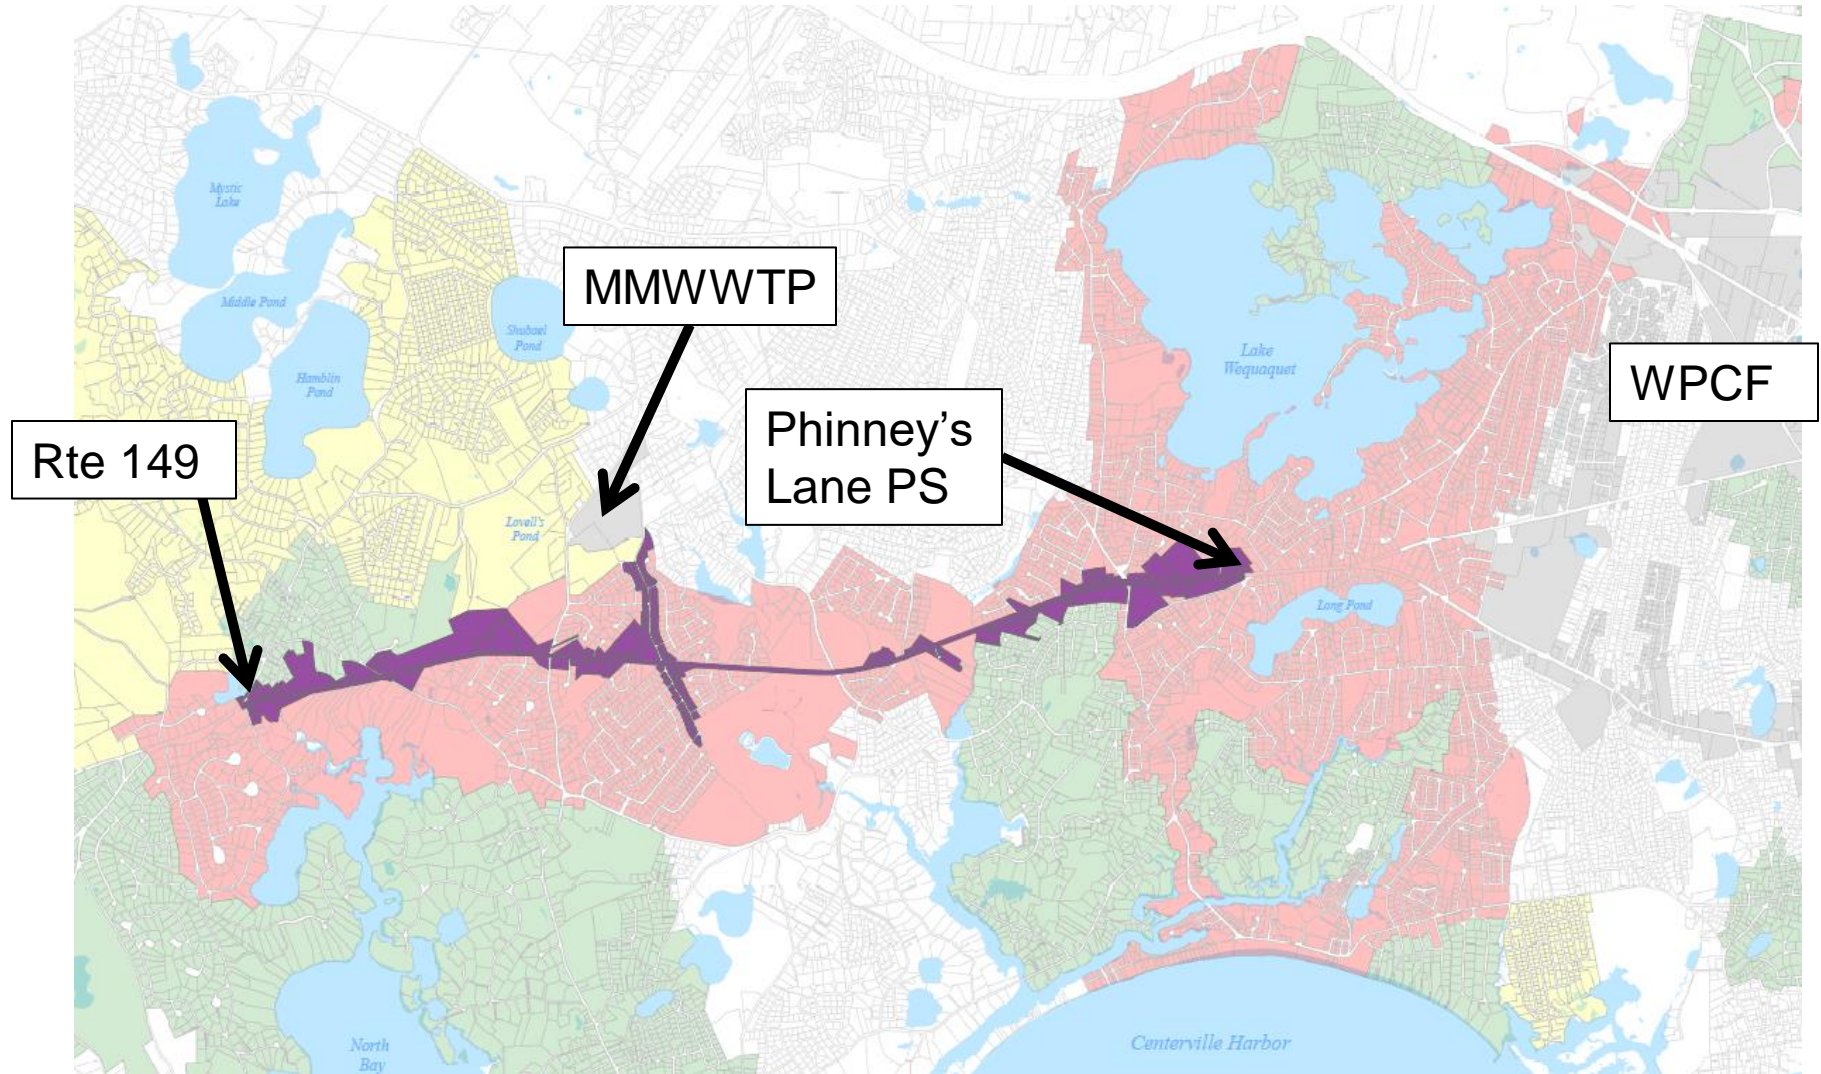 Mystic
Lake
MMWWTP
Middle Pond
Shubael
Pond
Lake
Wequaquet
Hamblin
Pond
WPCF
Phinney’s
Lane PS
Rte 149
Lovell's
Pond
Long Pond
North
Bay
Centerville Harbor